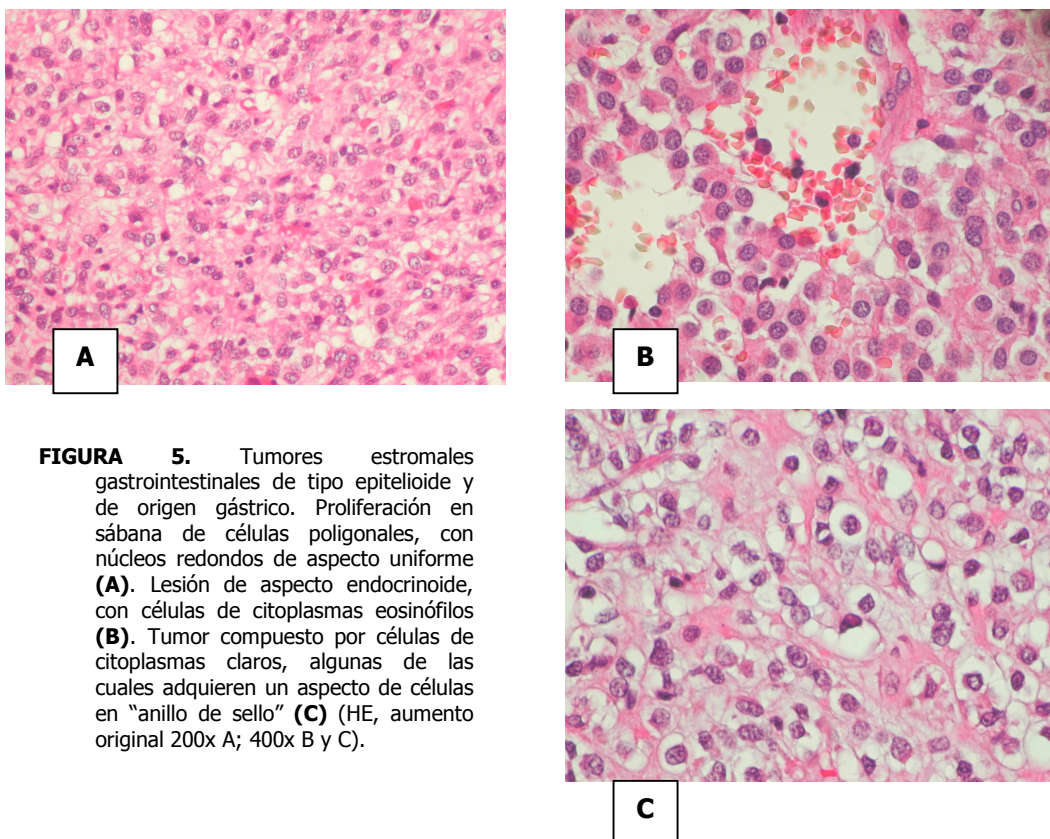 A
B
FIGURA 5. Tumores estromales
gastrointestinales de tipo epitelioide y
de origen gástrico. Proliferación en
sábana de células poligonales, con
núcleos redondos de aspecto uniforme
(A). Lesión de aspecto endocrinoide,
con células de citoplasmas eosinófilos
(B). Tumor compuesto por células de
citoplasmas claros, algunas de las
cuales adquieren un aspecto de células
en “anillo de sello” (C) (HE, aumento
original 200x A; 400x B y C).
C